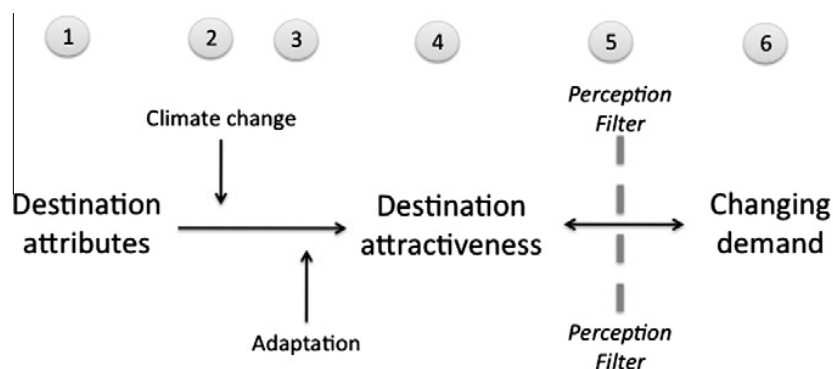 1 2 3 4 5 6
Perception
Filter
Climate change
Destination
attributes
Destination
attractiveness
Changing
demand
Adaptation
Perception
Filter